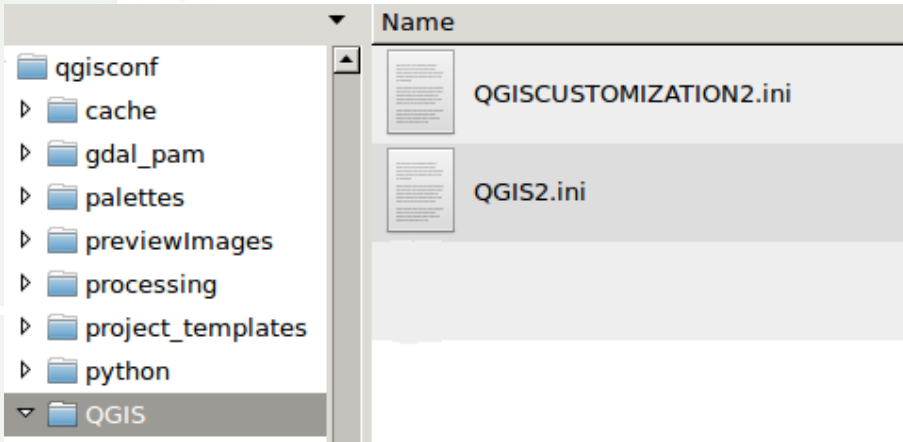 Name
qgisconf
cache
gdal_pam
palettes
previewImages
processing
project_templates
python
QGIS
QGISCUSTOMIZATION2.ini
QGIS2.ini